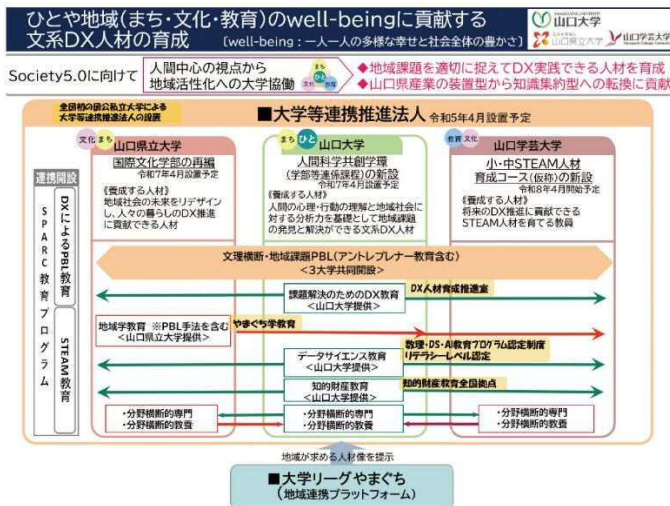 ひとや地域(まち・文化・教育)のwell-beingに貢献する
文系DX人材の育成
〔well-being:一人一人の多様な幸せと社会全体の豊かさ〕
山口大学
山口県立大学
山口学芸大学
Society5.0に向けて
人間中心の視点から
地域活性化への大学協働
まち
ひと
文化
教育
◆地域課題を適切に捉えてDX実践できる人材を育成
◆山口県産業の装置型から知識集約型への転換に貢献
全国初の国公私立大学による
大学等連携推進法人の設置
■大学等連携推進法人 令和5年4月設置予定
文化
まち
山口県立大学
国際文化学部の再編
令和7年4月設置予定
《養成する人材》
地域社会の未来をリデザイン
し、人々の暮らしのDX推進
に貢献できる人材
まち
ひと
山口大学
人間科学共創学環
(学部等連係課程)の新設
令和7年4月設置予定
《養成する人材》
人間の心理・行動の理解と地域社会に
対する分析力を基礎として地域課題
の発見と解決ができる文系DX人材
教育
文化
山口学芸大学
小・中STEAM人材
育成コース(仮称)の新設
令和8年4月開始予定
《養成する人材》
将来のDX推進に貢献できる
STEAM人材を育てる教員
連携開設
SPARC教育プログラム
DXによるPBL教育
STEAM教育
文理横断・地域課題PBL(アントレプレナー教育含む)
<3大学共同開設>
課題解決のためのDX教育
<山口大学提供>
DX人材育成推進室
地域学教育 ※PBL手法を含む
<山口県立大学提供>
やまぐち学教育
データサイエンス教育
<山口大学提供>
数理・DS・AI教育プログラム認定制度
リテラシーレベル認定
知的財産教育
<山口大学提供>
知的財産教育全国拠点
・分野横断的専門
・分野横断的教養
・分野横断的専門
・分野横断的教養
・分野横断的専門
・分野横断的教養
地域が求める人材像を提示
■大学リーグやまぐち
(地域連携プラットフォーム)